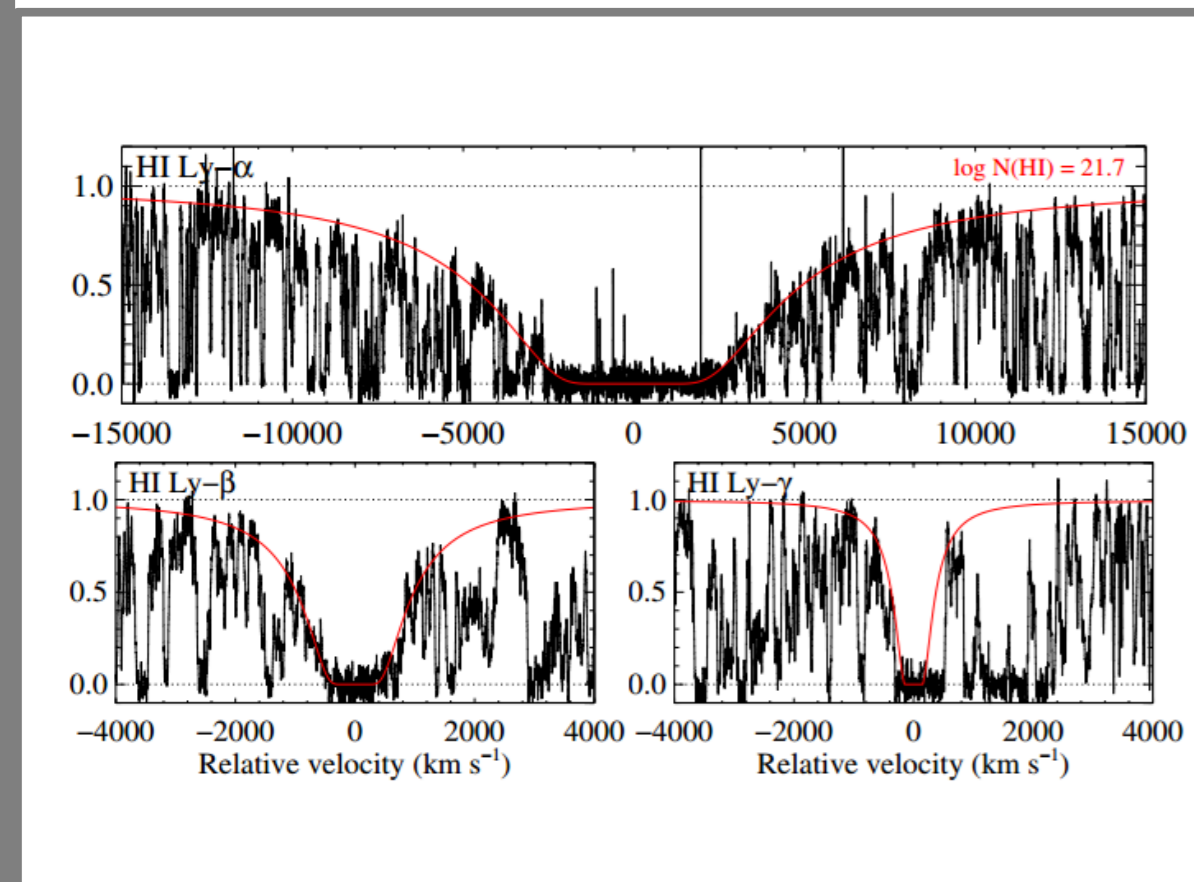 HI Ly−α
log N(HI) = 21.7
1.0
0.5
0.0
−15000 −10000 −5000 0 5000 10000 15000
HI Ly−β
1.0
0.5
0.0
−4000 −2000 0 2000 4000
Relative velocity (km s⁻¹)
HI Ly−γ
1.0
0.5
0.0
−4000 −2000 0 2000 4000
Relative velocity (km s⁻¹)